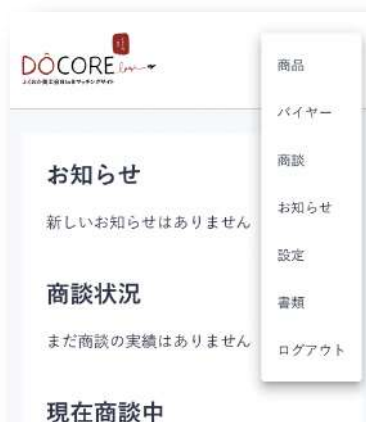 DŌCORE
商品
バイヤー
商談
お知らせ
設定
書類
ログアウト
お知らせ
新しいお知らせはありません
商談状況
まだ商談の実績はありません
現在商談中